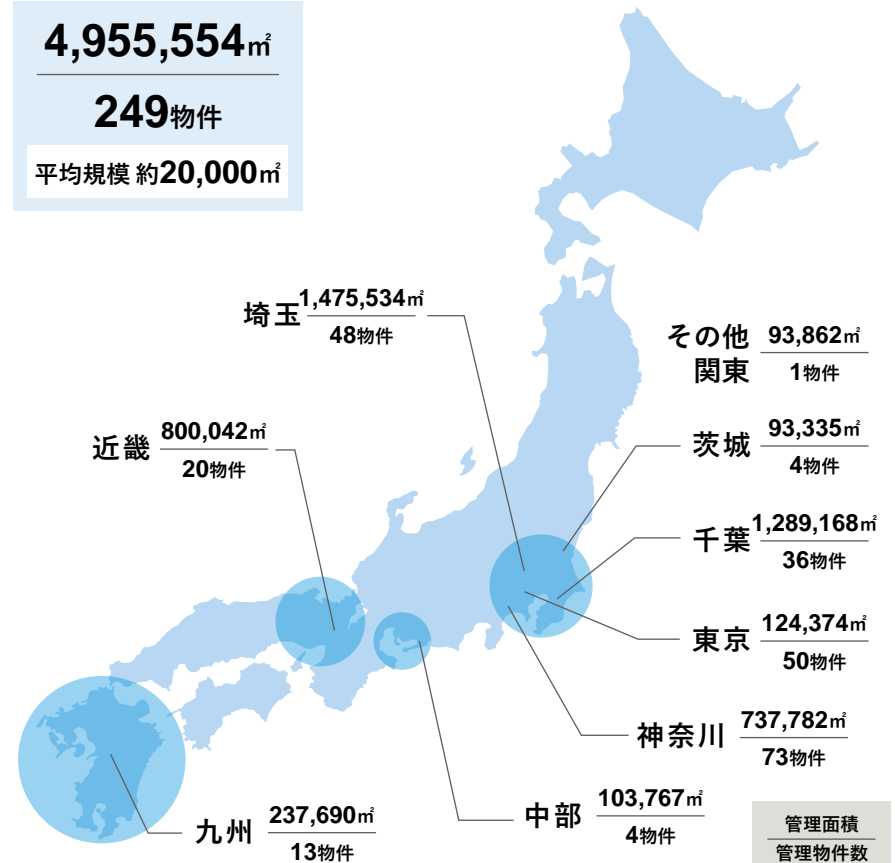 4,955,554㎡
249物件
平均規模 約20,000㎡
埼玉 1,475,534㎡
48物件
その他
関東
93,862㎡
1物件
近畿 800,042㎡
20物件
茨城 93,335㎡
4物件
千葉 1,289,168㎡
36物件
東京 124,374㎡
50物件
神奈川 737,782㎡
73物件
中部 103,767㎡
4物件
九州 237,690㎡
13物件
管理面積
管理物件数